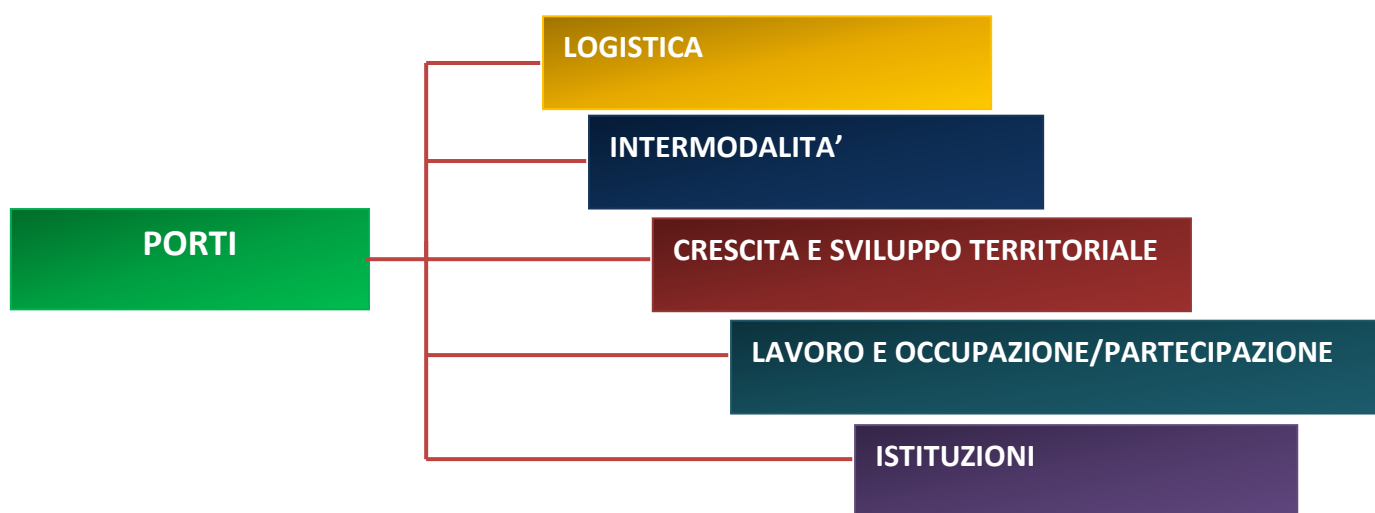 LOGISTICA
INTERMODALITA’
PORTI
CRESCITA E SVILUPPO TERRITORIALE
LAVORO E OCCUPAZIONE/PARTECIPAZIONE
ISTITUZIONI